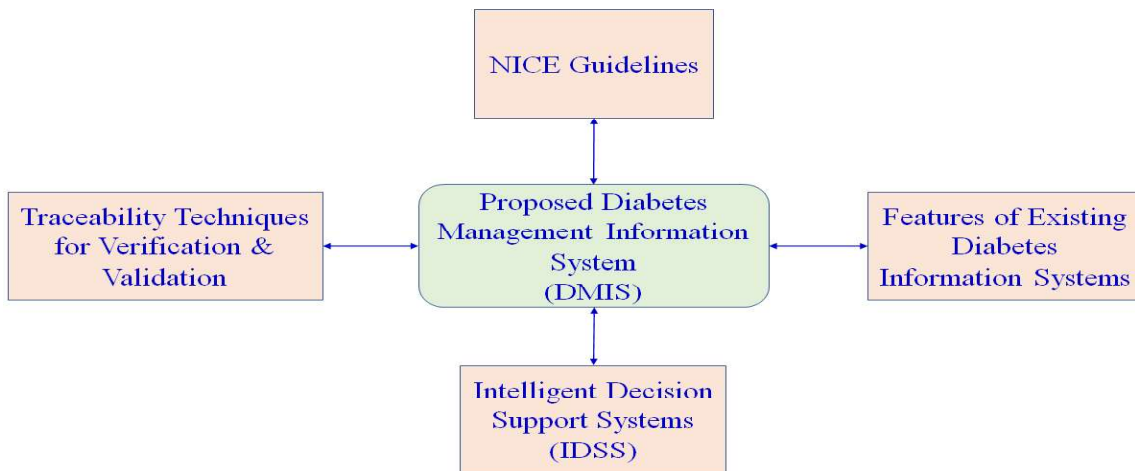 NICE Guidelines
Traceability Techniques
for Verification &
Validation
Proposed Diabetes
Management Information
System
(DMIS)
Features of Existing
Diabetes
Information Systems
Intelligent Decision
Support Systems
(IDSS)